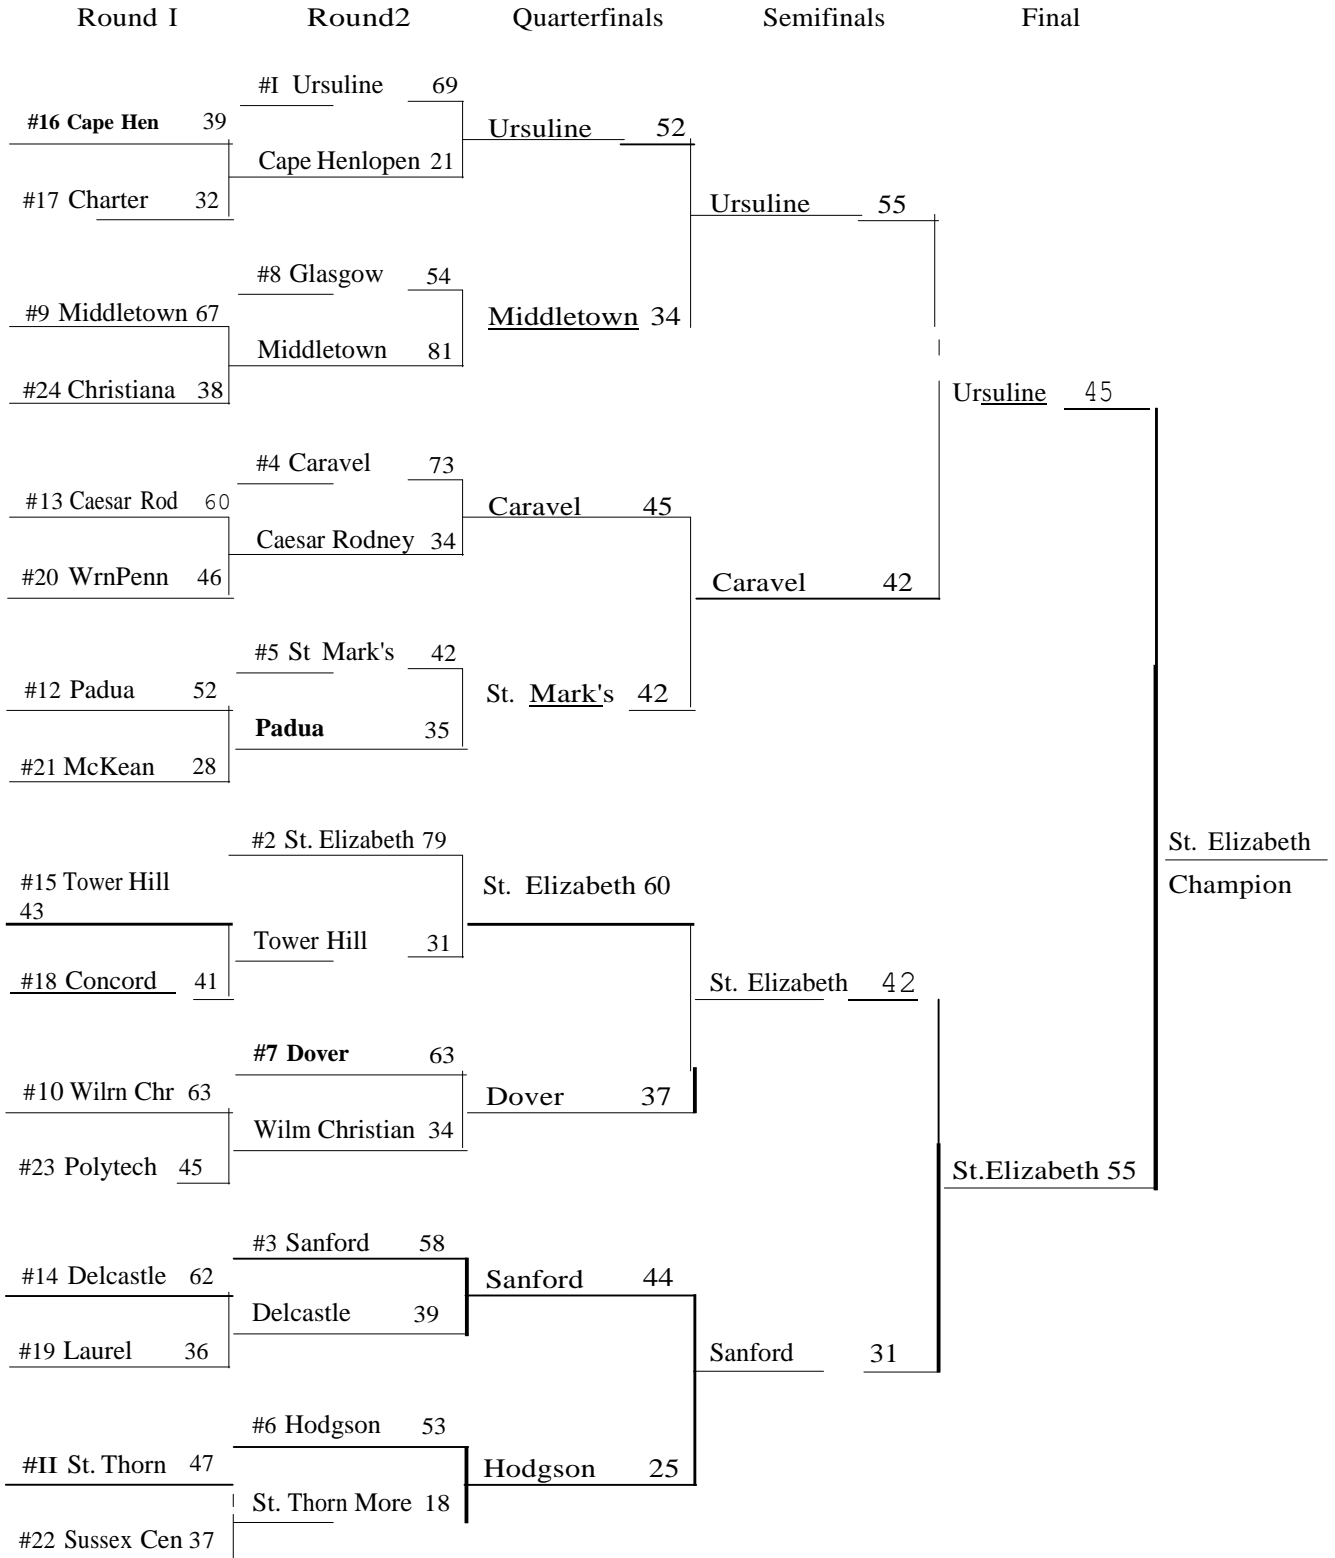 Round I Round2 Quarterfinals Semifinals Final
#I Ursuline 69
#16 Cape Hen 39
Ursuline 52
Cape Henlopen 21
#17 Charter 32
Ursuline 55
#8 Glasgow 54
#9 Middletown 67
Middletown 34
Middletown 81
#24 Christiana 38
Ursuline 45
#4 Caravel 73
#13 Caesar Rod 60
Caravel 45
Caesar Rodney 34
#20 WrnPenn 46
Caravel 42
#5 St Mark's 42
#12 Padua 52
St. Mark's 42
Padua 35
#21 McKean 28
#2 St. Elizabeth 79
St. Elizabeth
#15 Tower Hill
43
St. Elizabeth 60
Champion
Tower Hill 31
#18 Concord 41
St. Elizabeth 42
#7 Dover 63
#10 Wilrn Chr 63
Dover 37
Wilm Christian 34
#23 Polytech 45
St.Elizabeth 55
#3 Sanford 58
#14 Delcastle 62
Sanford 44
Delcastle 39
#19 Laurel 36
Sanford 31
#6 Hodgson 53
#II St. Thorn 47
Hodgson 25
St. Thorn More 18
#22 Sussex Cen 37